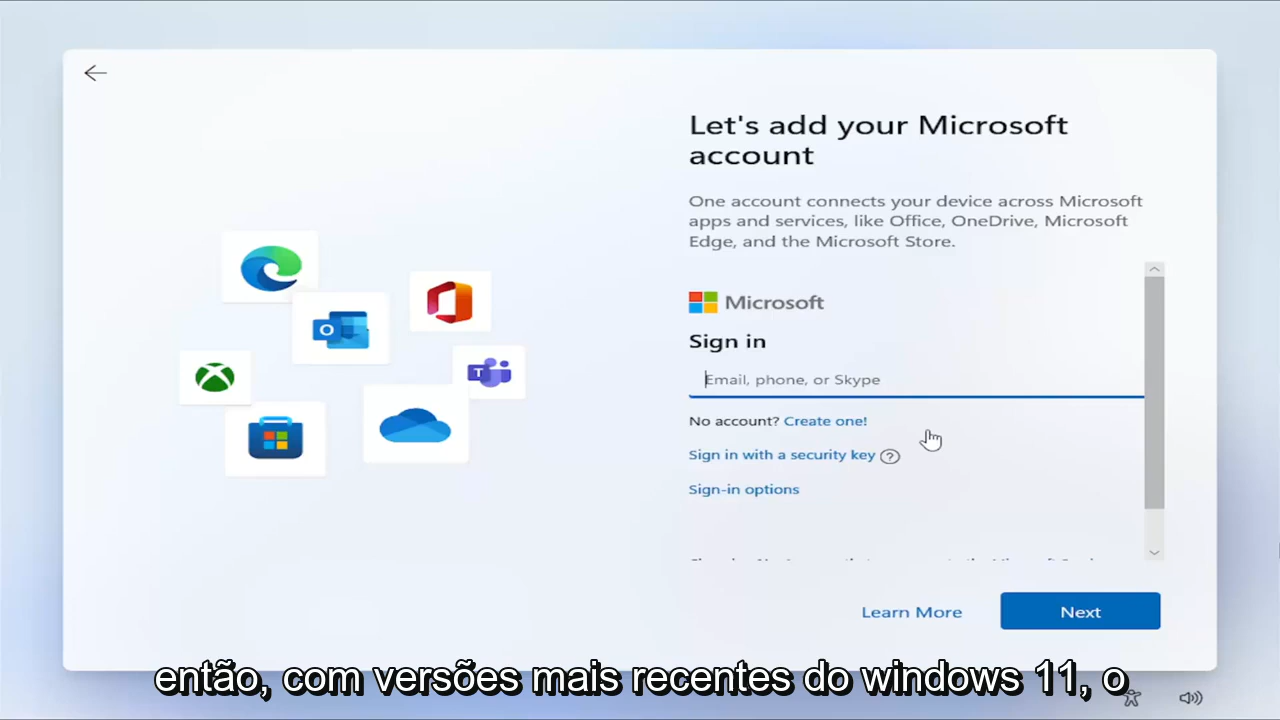 Let's add your Microsoft
account
One account connects your device across Microsoft
apps and services, like Office, OneDrive, Microsoft
Edge, and the Microsoft Store.
Microsoft
Sign in
Email, phone, or Skype
No account? Create one!
Sign in with a security key ?
Sign-in options
Learn More
Next
então, com versões mais recentes do windows 11, o